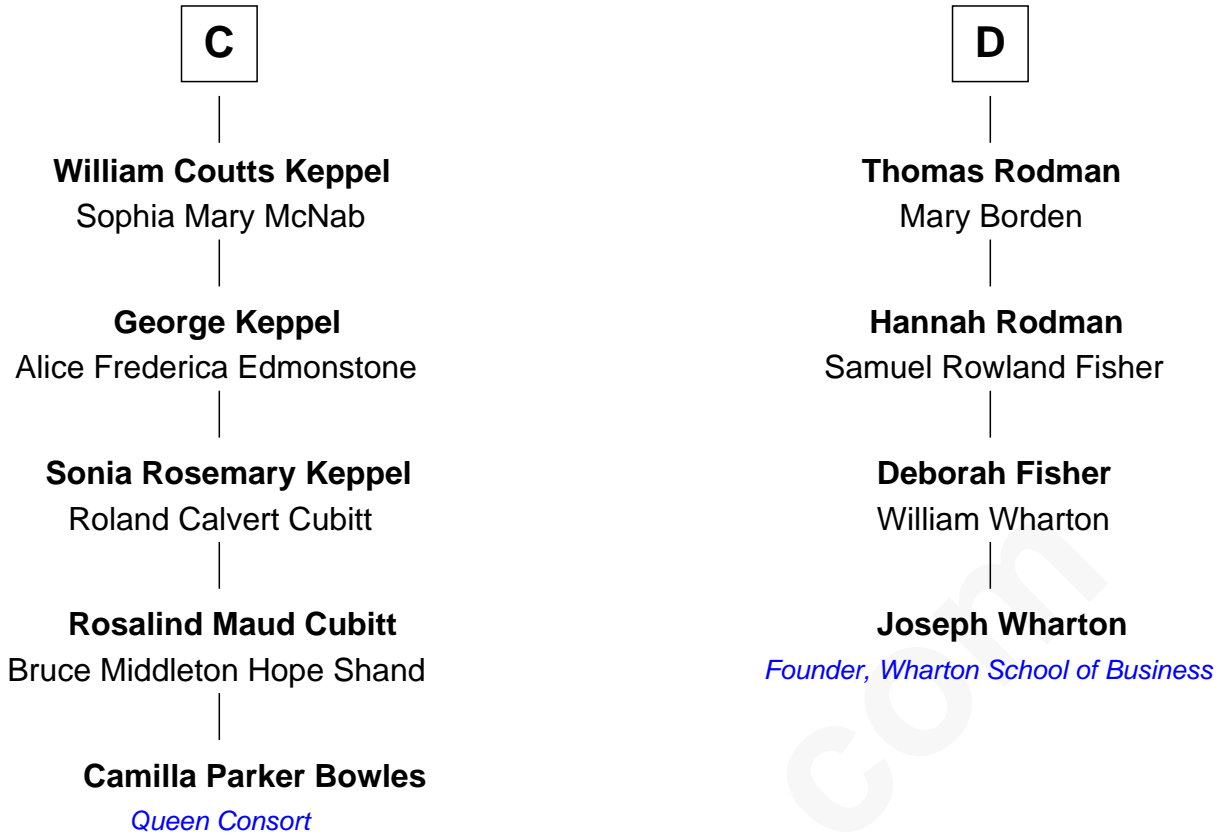 C
William Coutts Keppel
Sophia Mary McNab
George Keppel
Alice Frederica Edmonstone
Sonia Rosemary Keppel
Roland Calvert Cubitt
Rosalind Maud Cubitt
Bruce Middleton Hope Shand
Camilla Parker Bowles
Queen Consort
D
Thomas Rodman
Mary Borden
Hannah Rodman
Samuel Rowland Fisher
Deborah Fisher
William Wharton
Joseph Wharton
Founder, Wharton School of Business
com